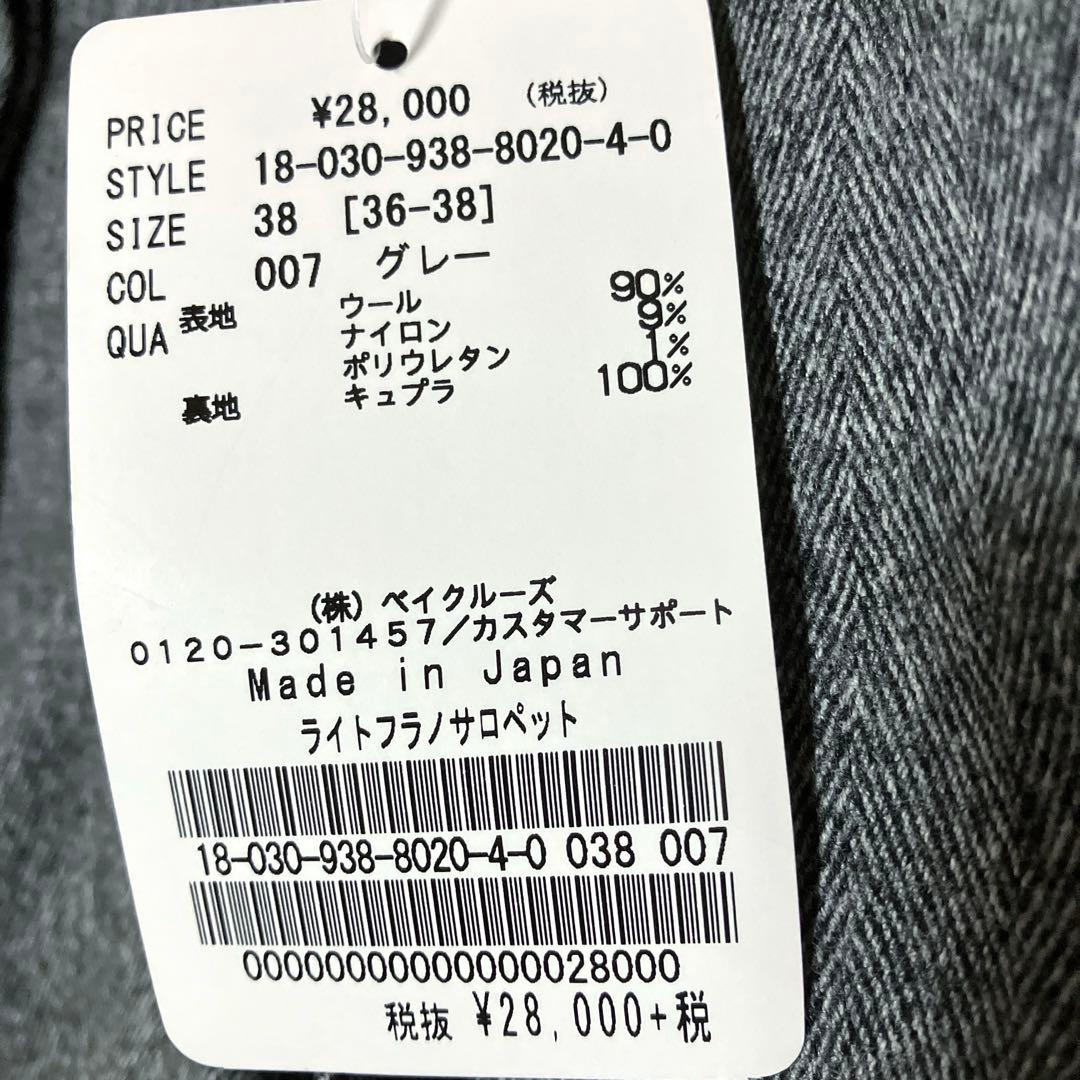 PRICE ¥28,000 (税抜)
STYLE 18-030-938-8020-4-0
SIZE 38 [36-38]
COL 007 グレー
QUA 表地 ウール 90%
ナイロン 9%
ポリウレタン 1%
裏地 キュプラ 100%
(株)ベイクルーズ
0120-301457/カスタマーサポート
Made in Japan
ライトフラノサロペット
18-030-938-8020-4-0 038 007
000000000000000028000
税抜 ¥28,000+税